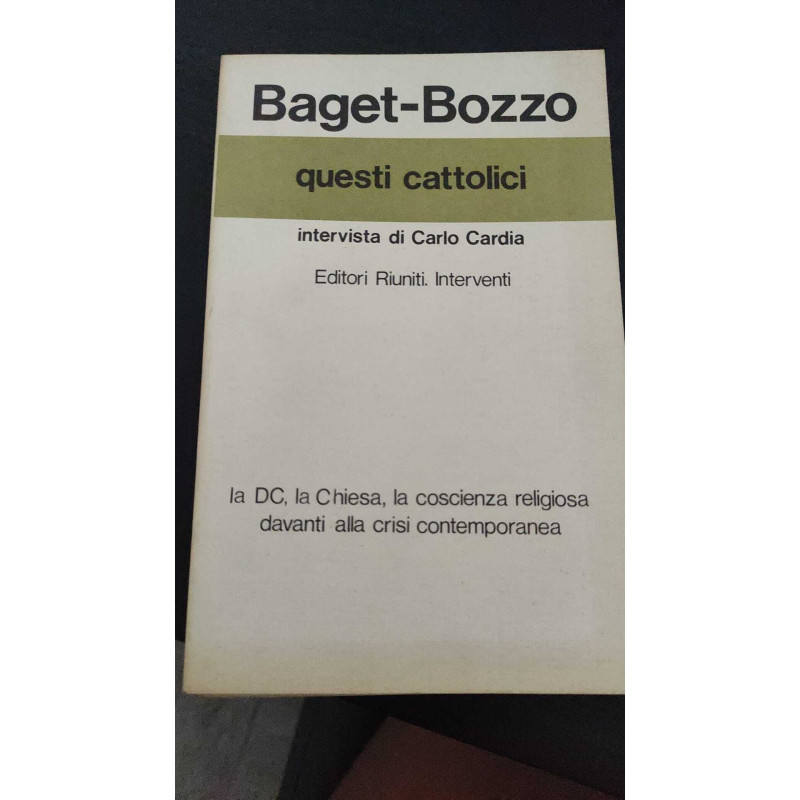 Baget-Bozzo
questi cattolici
intervista di Carlo Cardia
Editori Riuniti. Interventi
la DC, la Chiesa, la coscienza religiosa
davanti alla crisi contemporanea